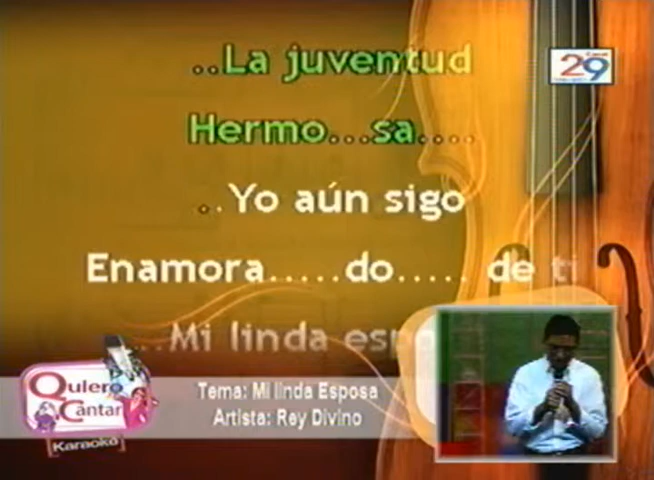 ..La juventud
Hermo...sa....
..Yo aún sigo
Enamora.....do..... de ti
...Mi linda esp
Canal
29
Quiero
Cantar
Karaoke
Tema: Mi linda Esposa
Artista: Rey Divino